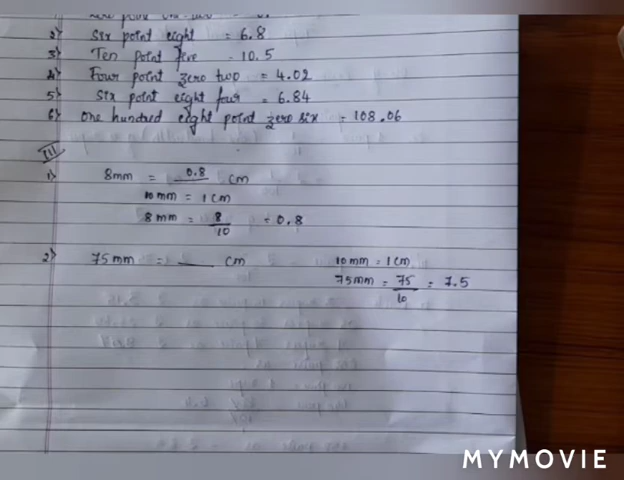 2) Six point eight = 6.8
3) Ten point five = 10.5
4) Four point zero two = 4.02
5) Six point eight four = 6.84
6) One hundred eight point zero six = 108.06
III
1) 8mm = 0.8 cm
10 mm = 1 cm
8 mm = 8/10 = 0.8
2) 75mm = ___ cm
10 mm = 1 cm
75mm = 75/10 = 7.5
MYMOVIE